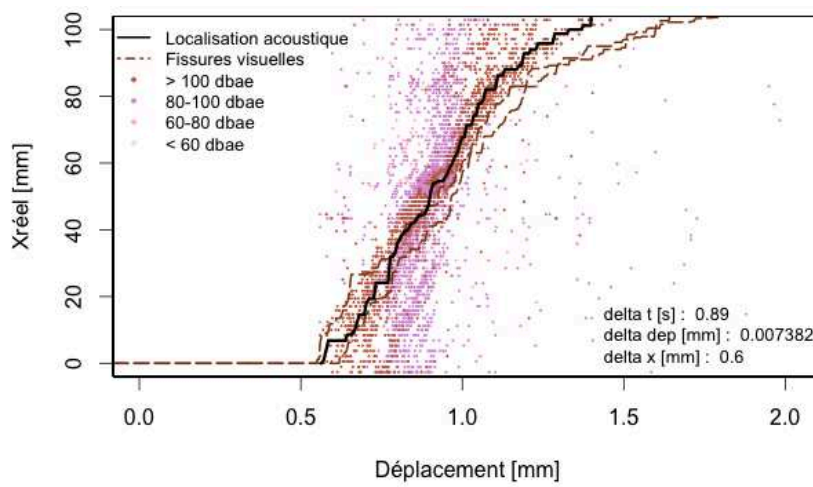 Localisation acoustique
Fissures visuelles
> 100 dbae
80-100 dbae
60-80 dbae
< 60 dbae
100
80
60
40
20
0
Xréel [mm]
delta t [s] : 0.89
delta dep [mm] : 0.007382
delta x [mm] : 0.6
0.0 0.5 1.0 1.5 2.0
Déplacement [mm]